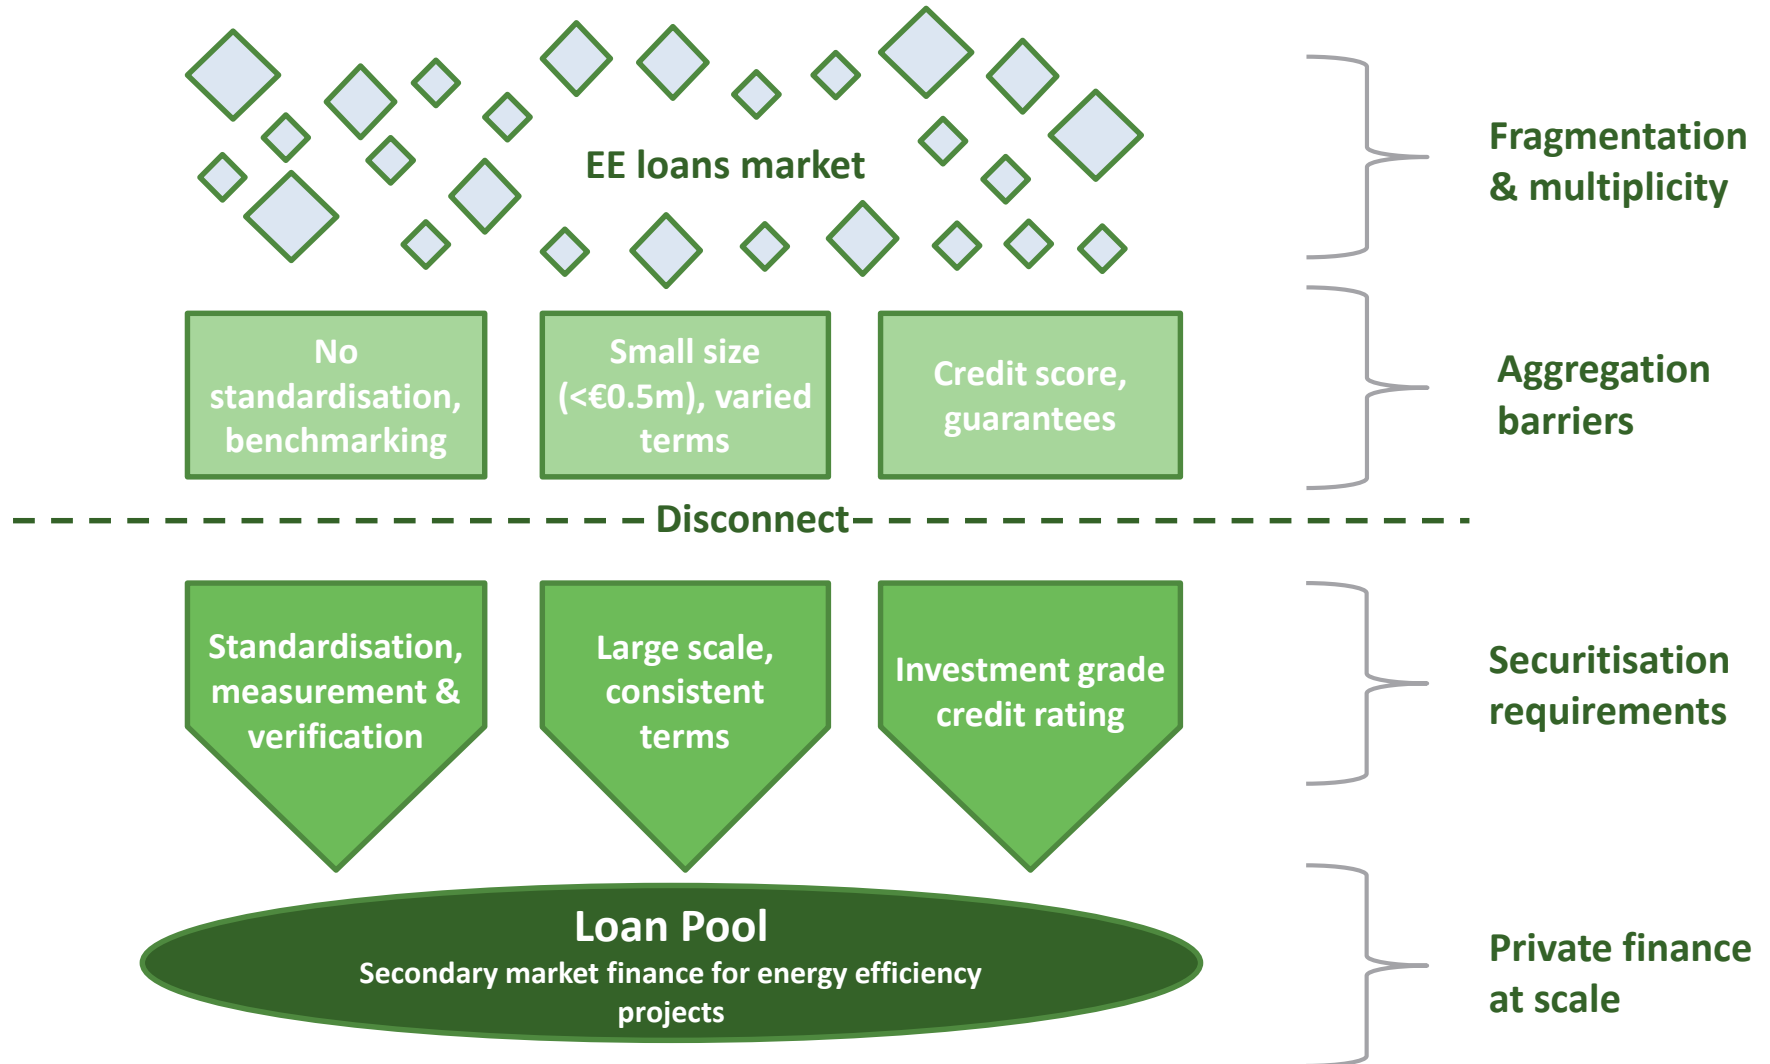 EE loans market
Fragmentation
& multiplicity
No
standardisation,
benchmarking
Small size
(<€0.5m), varied
terms
Credit score,
guarantees
Aggregation
barriers
Disconnect
Standardisation,
measurement &
verification
Large scale,
consistent
terms
Investment grade
credit rating
Securitisation
requirements
Loan Pool
Secondary market finance for energy efficiency
projects
Private finance
at scale